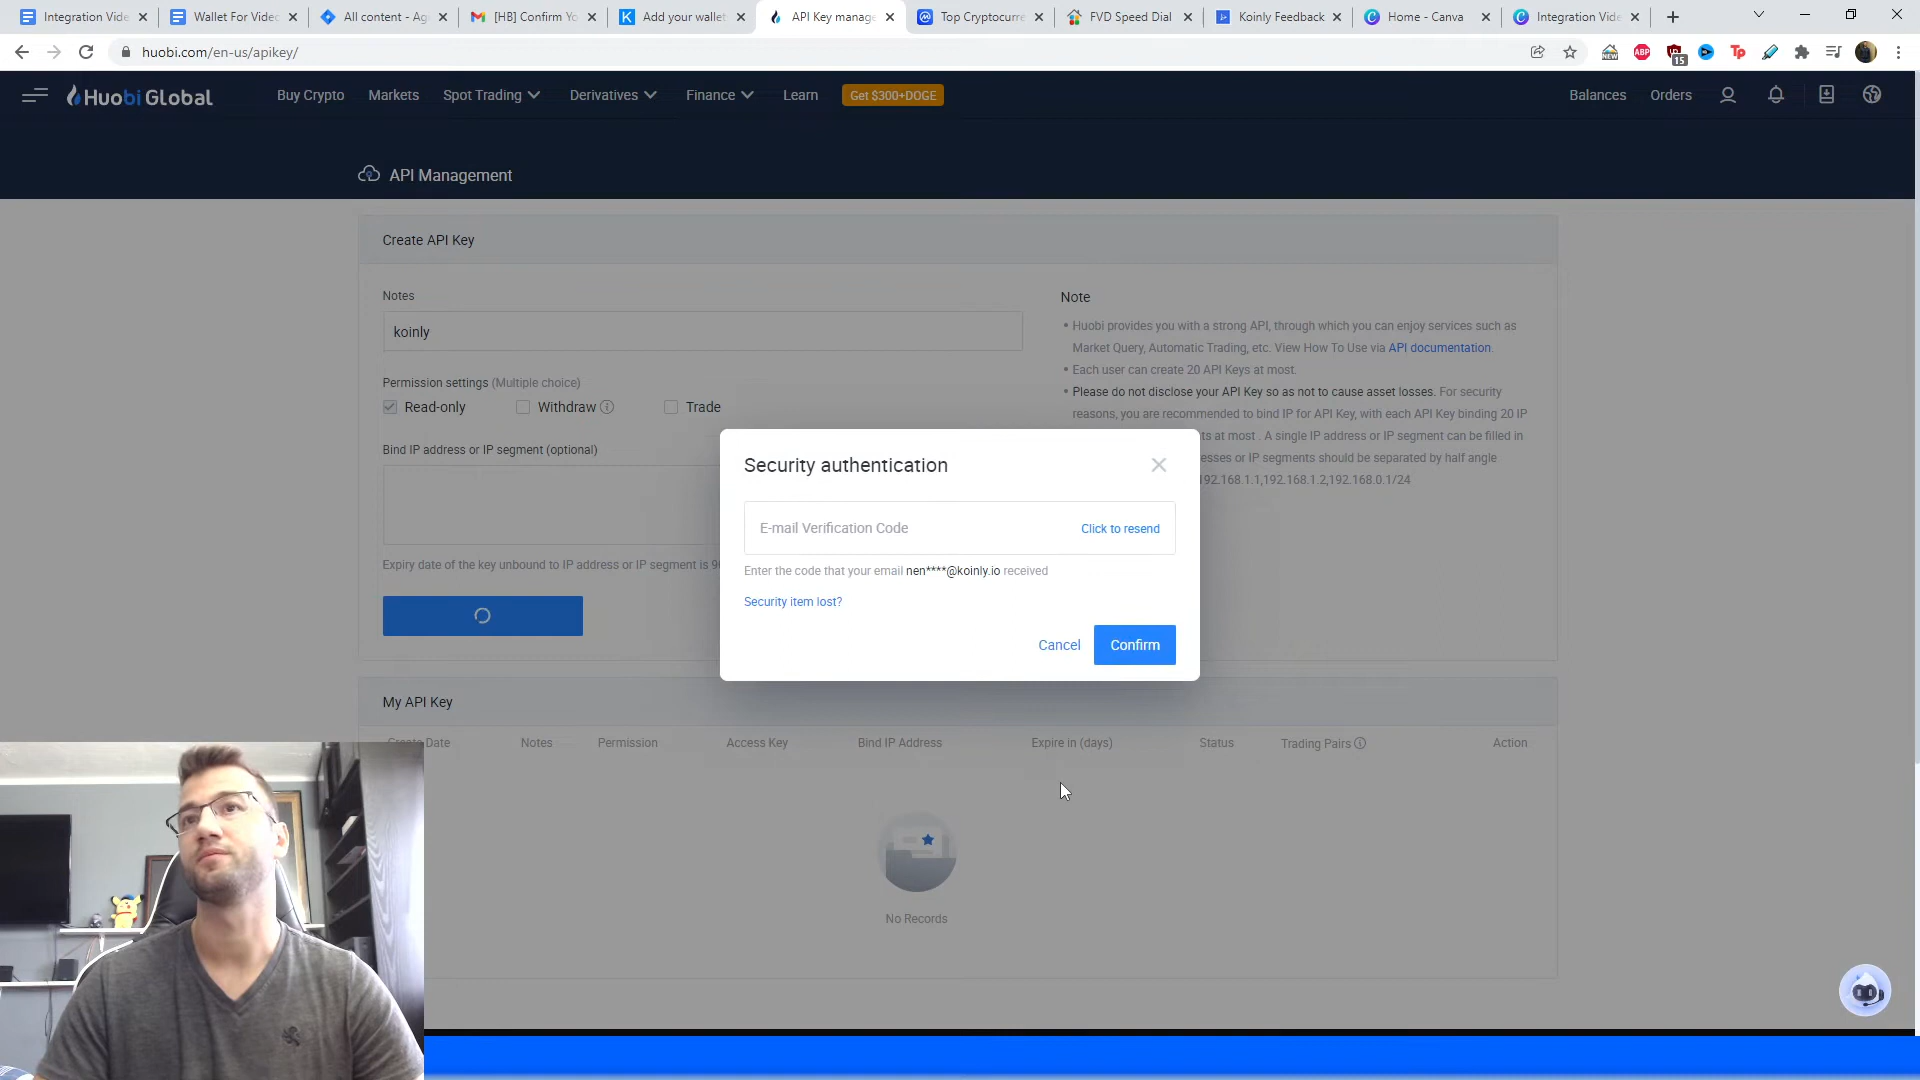 Integration Vide
Wallet For Video
All content - Ag
[HB] Confirm Yo
Add your wallet
API Key manage
Top Cryptocurre
FVD Speed Dial
Koinly Feedback
Home - Canva
Integration Vide
huobi.com/en-us/apikey/
ABP
15
Tp
Huobi Global
Buy Crypto
Markets
Spot Trading
Derivatives
Finance
Learn
Get $300+DOGE
Balances
Orders
API Management
Create API Key
Notes
koinly
Permission settings (Multiple choice)
Read-only
Withdraw
Trade
Bind IP address or IP segment (optional)
Expiry date of the key unbound to IP address or IP segment is
Note
• Huobi provides you with a strong API, through which you can enjoy services such as
Market Query, Automatic Trading, etc. View How To Use via API documentation.
• Each user can create 20 API Keys at most.
• Please do not disclose your API Key so as not to cause asset losses. For security
reasons, you are recommended to bind IP for API Key, with each API Key binding 20 IP
ts at most . A single IP address or IP segment can be filled in
esses or IP segments should be separated by half angle
192.168.1.1,192.168.1.2,192.168.0.1/24
Security authentication
E-mail Verification Code
Click to resend
Enter the code that your email nen****@koinly.io received
Security item lost?
Cancel
Confirm
My API Key
Create Date
Notes
Permission
Access Key
Bind IP Address
Expire in (days)
Status
Trading Pairs
Action
No Records